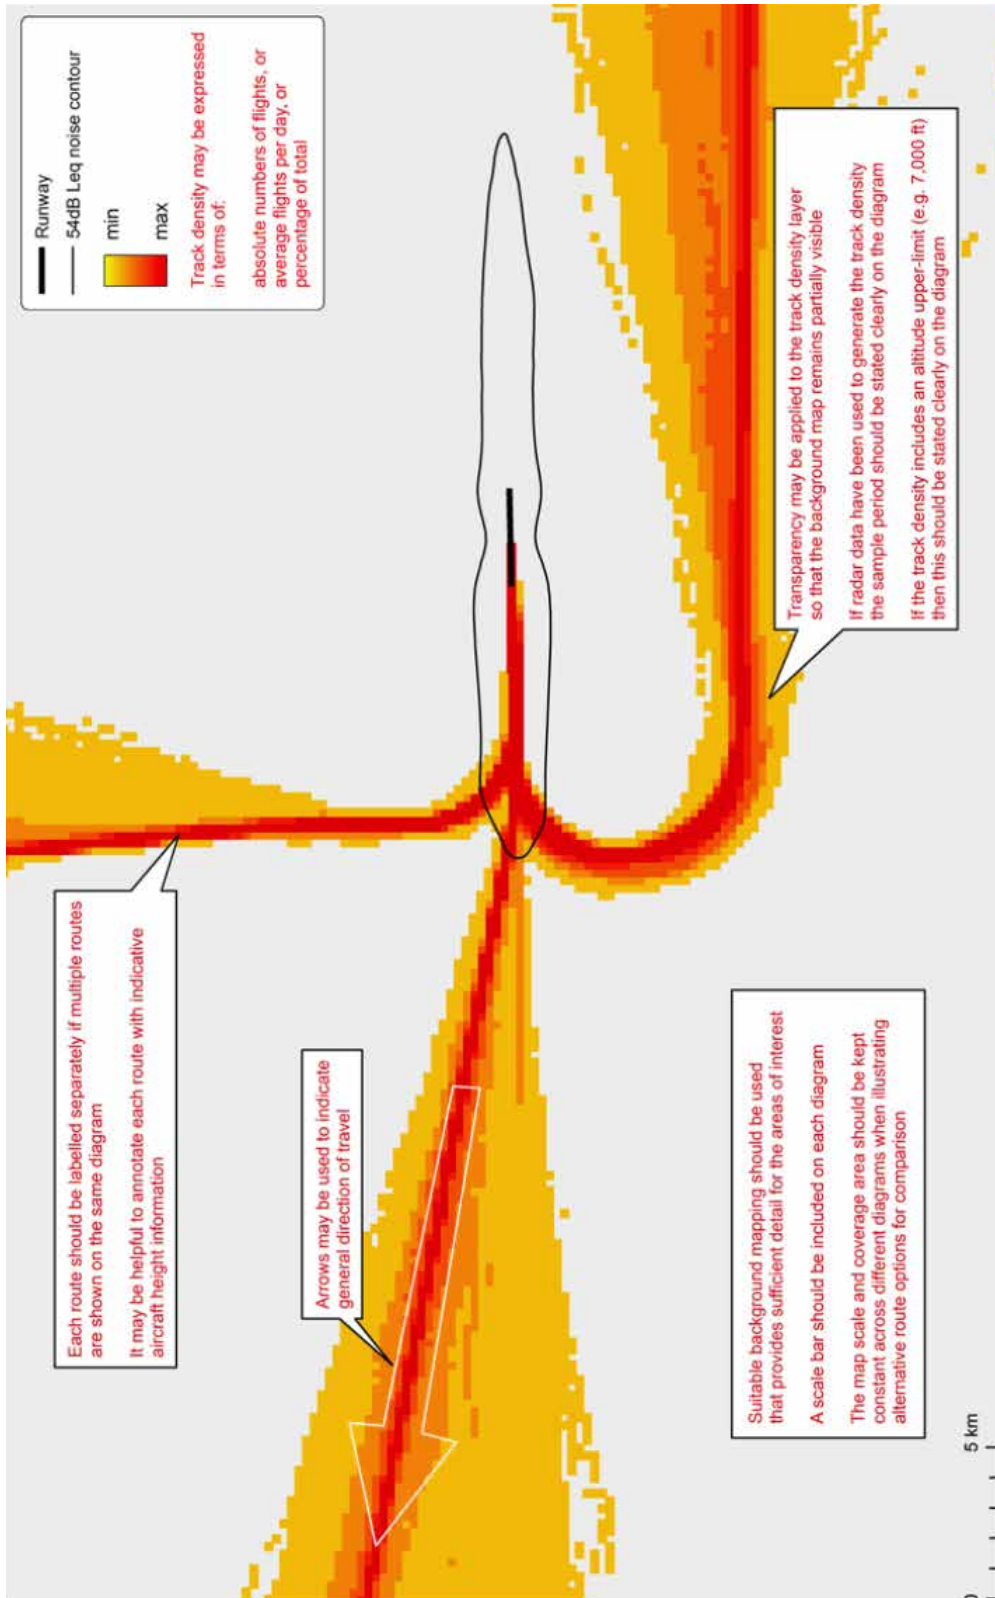 Each route should be labelled separately if multiple routes
are shown on the same diagram
It may be helpful to annotate each route with indicative
aircraft height information
Runway
54dB Leq noise contour
min
max
Track density may be expressed
in terms of:
absolute numbers of flights, or
average flights per day, or
percentage of total
Arrows may be used to indicate
general direction of travel
Suitable background mapping should be used
that provides sufficient detail for the areas of interest
A scale bar should be included on each diagram
The map scale and coverage area should be kept
constant across different diagrams when illustrating
alternative route options for comparison
Transparency may be applied to the track density layer
so that the background map remains partially visible
If radar data have been used to generate the track density
the sample period should be stated clearly on the diagram
If the track density includes an altitude upper-limit (e.g. 7,000 ft)
then this should be stated clearly on the diagram
0
5 km